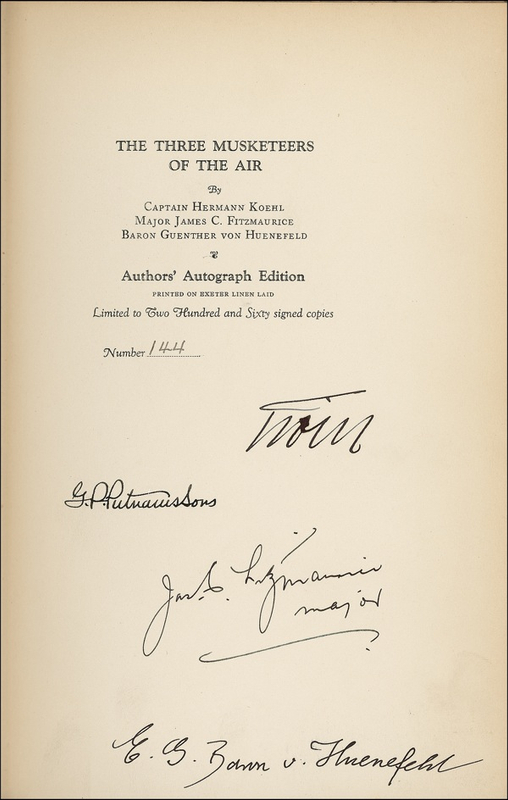 THE THREE MUSKETEERS
OF THE AIR
By
CAPTAIN HERMANN KOEHL
MAJOR JAMES C. FITZMAURICE
BARON GUENTHER VON HUENEFELD
Authors' Autograph Edition
PRINTED ON EXETER LINEN LAID
Limited to Two Hundred and Sixty signed copies
Number 144
G.P. Putnam's Sons
Jas. C. Fitzmaurice
major
E. G. Baron v. Huenefeld